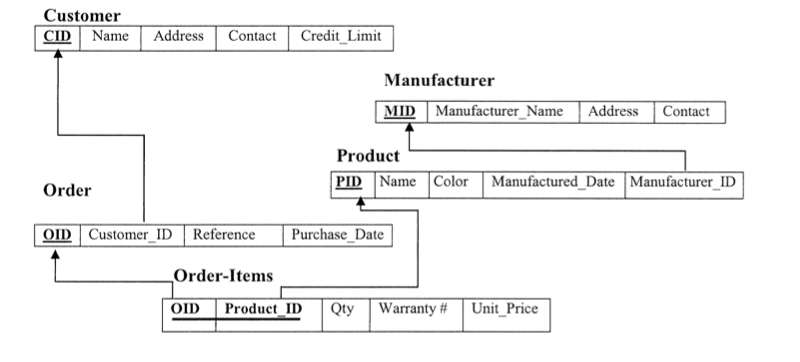 Customer
CID Name Address Contact Credit_Limit
Manufacturer
MID Manufacturer_Name Address Contact
Product
PID Name Color Manufactured_Date Manufacturer_ID
Order
OID Customer_ID Reference Purchase_Date
Order-Items
OID Product_ID Qty Warranty # Unit_Price